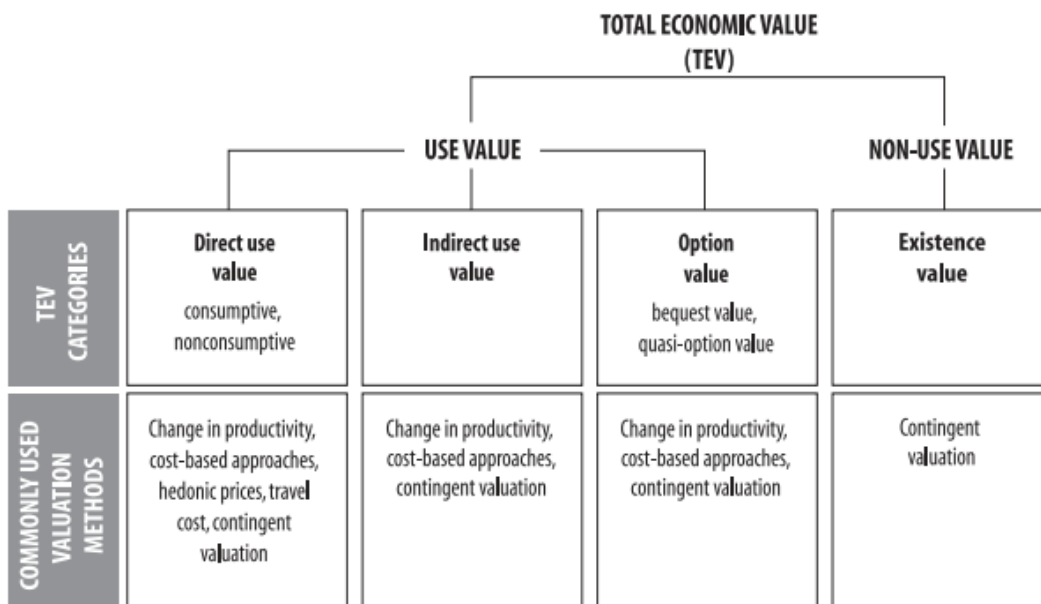 TOTAL ECONOMIC VALUE
(TEV)
USE VALUE
NON-USE VALUE
TEV
CATEGORIES
Direct use
value
consumptive,
nonconsumptive
Indirect use
value
Option
value
bequest value,
quasi-option value
Existence
value
COMMONLY USED
VALUATION
METHODS
Change in productivity,
cost-based approaches,
hedonic prices, travel
cost, contingent
valuation
Change in productivity,
cost-based approaches,
contingent valuation
Change in productivity,
cost-based approaches,
contingent valuation
Contingent
valuation